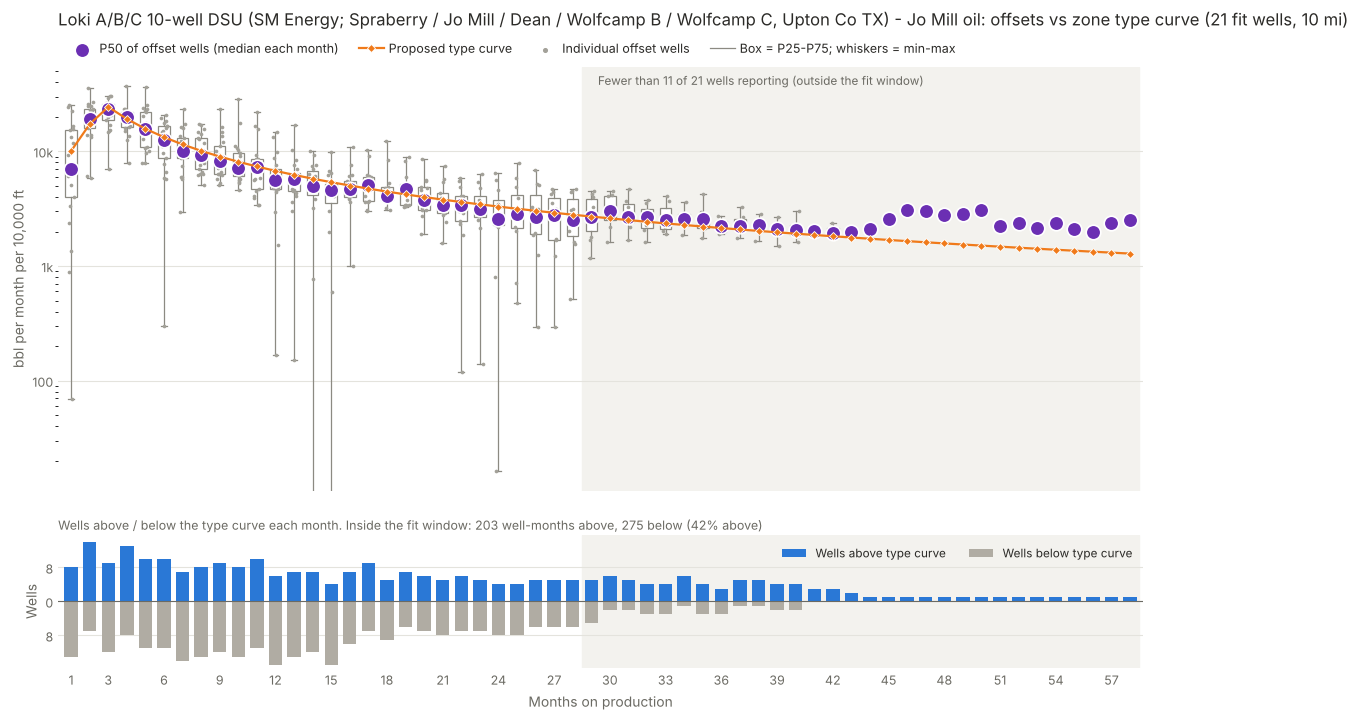 Loki A/B/C 10-well DSU (SM Energy; Spraberry / Jo Mill / Dean / Wolfcamp B / Wolfcamp C, Upton Co TX) - Jo Mill oil: offsets vs zone type curve (21 fit wells, 10 mi)
P50 of offset wells (median each month) Proposed type curve Individual offset wells Box = P25-P75; whiskers = min-max
Fewer than 11 of 21 wells reporting (outside the fit window)
10k
1k
100
bbl per month per 10,000 ft
Wells above / below the type curve each month. Inside the fit window: 203 well-months above, 275 below (42% above)
Wells above type curve Wells below type curve
8
0
8
Wells
1 3 6 9 12 15 18 21 24 27 30 33 36 39 42 45 48 51 54 57
Months on production